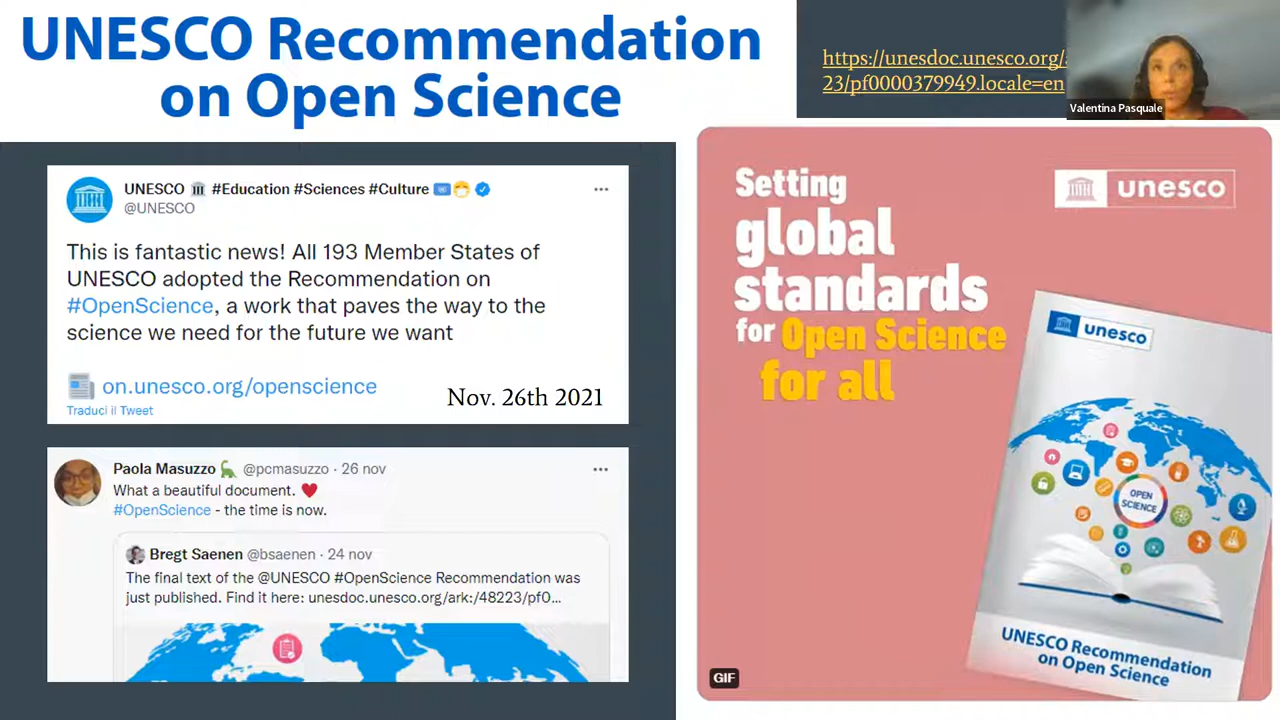 UNESCO Recommendation
on Open Science
https://unesdoc.unesco.org/
23/pf0000379949.locale=en
Valentina Pasquale
UNESCO #Education #Sciences #Culture
@UNESCO
This is fantastic news! All 193 Member States of
UNESCO adopted the Recommendation on
#OpenScience, a work that paves the way to the
science we need for the future we want
on.unesco.org/openscience
Nov. 26th 2021
Traduci il Tweet
Paola Masuzzo @pcmasuzzo · 26 nov
What a beautiful document.
#OpenScience - the time is now.
Bregt Saenen @bsaenen · 24 nov
The final text of the @UNESCO #OpenScience Recommendation was
just published. Find it here: unesdoc.unesco.org/ark:/48223/pf0...
Setting
global
standards
for Open Science
for all
unesco
unesco
OPEN
SCIENCE
UNESCO Recommendation
on Open Science
GIF